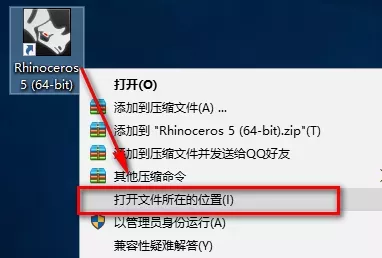 Rhinoceros
5 (64-bit)
打开(O)
添加到压缩文件(A) ...
添加到 "Rhinoceros 5 (64-bit).zip"(T)
添加到压缩文件并发送给QQ好友
其他压缩命令
打开文件所在的位置(I)
以管理员身份运行(A)
兼容性疑难解答(Y)